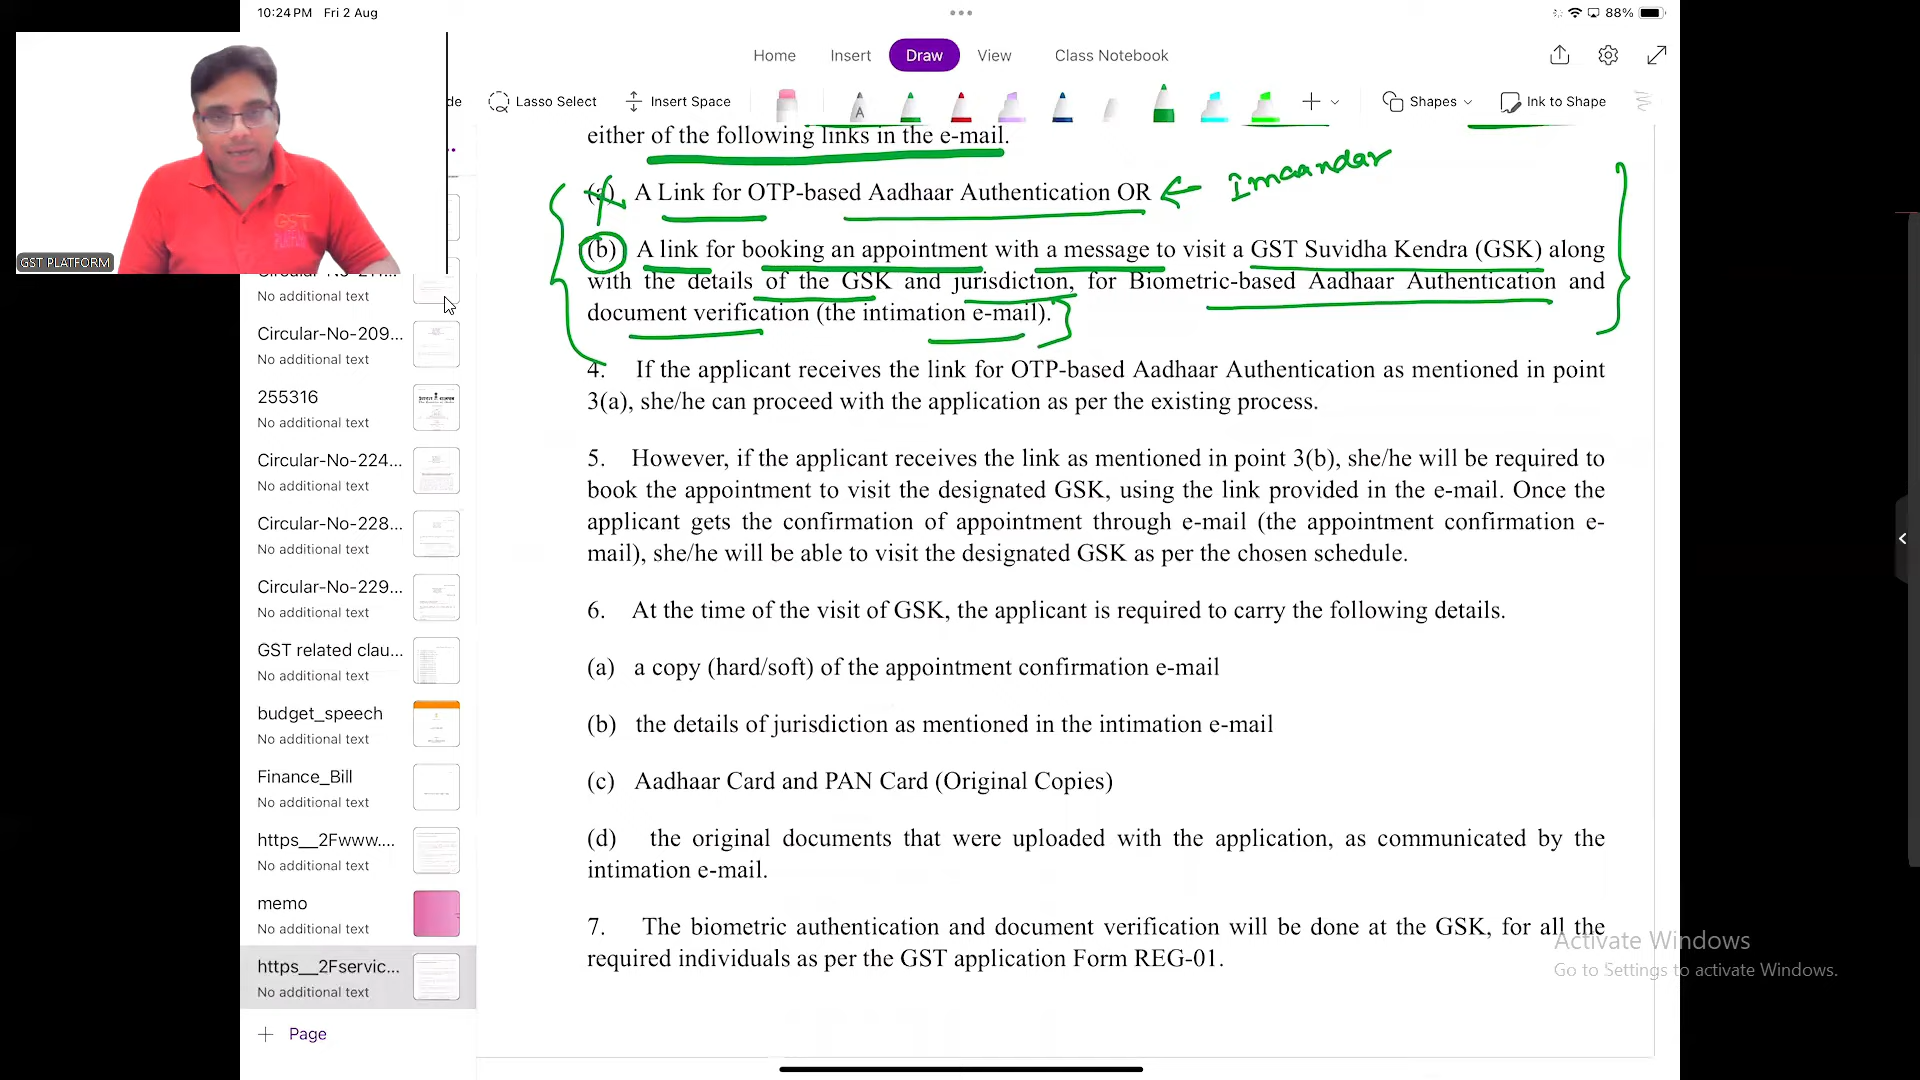 10:24 PM Fri 2 Aug
88%
Home Insert Draw View Class Notebook
de Lasso Select Insert Space Shapes Ink to Shape
either of the following links in the e-mail.
Imaandar
(a) A Link for OTP-based Aadhaar Authentication OR
(b) A link for booking an appointment with a message to visit a GST Suvidha Kendra (GSK) along
with the details of the GSK and jurisdiction, for Biometric-based Aadhaar Authentication and
document verification (the intimation e-mail).
4. If the applicant receives the link for OTP-based Aadhaar Authentication as mentioned in point
3(a), she/he can proceed with the application as per the existing process.
5. However, if the applicant receives the link as mentioned in point 3(b), she/he will be required to
book the appointment to visit the designated GSK, using the link provided in the e-mail. Once the
applicant gets the confirmation of appointment through e-mail (the appointment confirmation e-
mail), she/he will be able to visit the designated GSK as per the chosen schedule.
6. At the time of the visit of GSK, the applicant is required to carry the following details.
(a) a copy (hard/soft) of the appointment confirmation e-mail
(b) the details of jurisdiction as mentioned in the intimation e-mail
(c) Aadhaar Card and PAN Card (Original Copies)
(d) the original documents that were uploaded with the application, as communicated by the
intimation e-mail.
7. The biometric authentication and document verification will be done at the GSK, for all the
required individuals as per the GST application Form REG-01.
GST
GST PLATFORM
No additional text
Circular-No-209...
No additional text
255316
No additional text
Circular-No-224...
No additional text
Circular-No-228...
No additional text
Circular-No-229...
No additional text
GST related clau...
No additional text
budget_speech
No additional text
Finance_Bill
No additional text
https__2Fwww....
No additional text
memo
No additional text
https__2Fservic...
No additional text
Page
Activate Windows
Go to Settings to activate Windows.